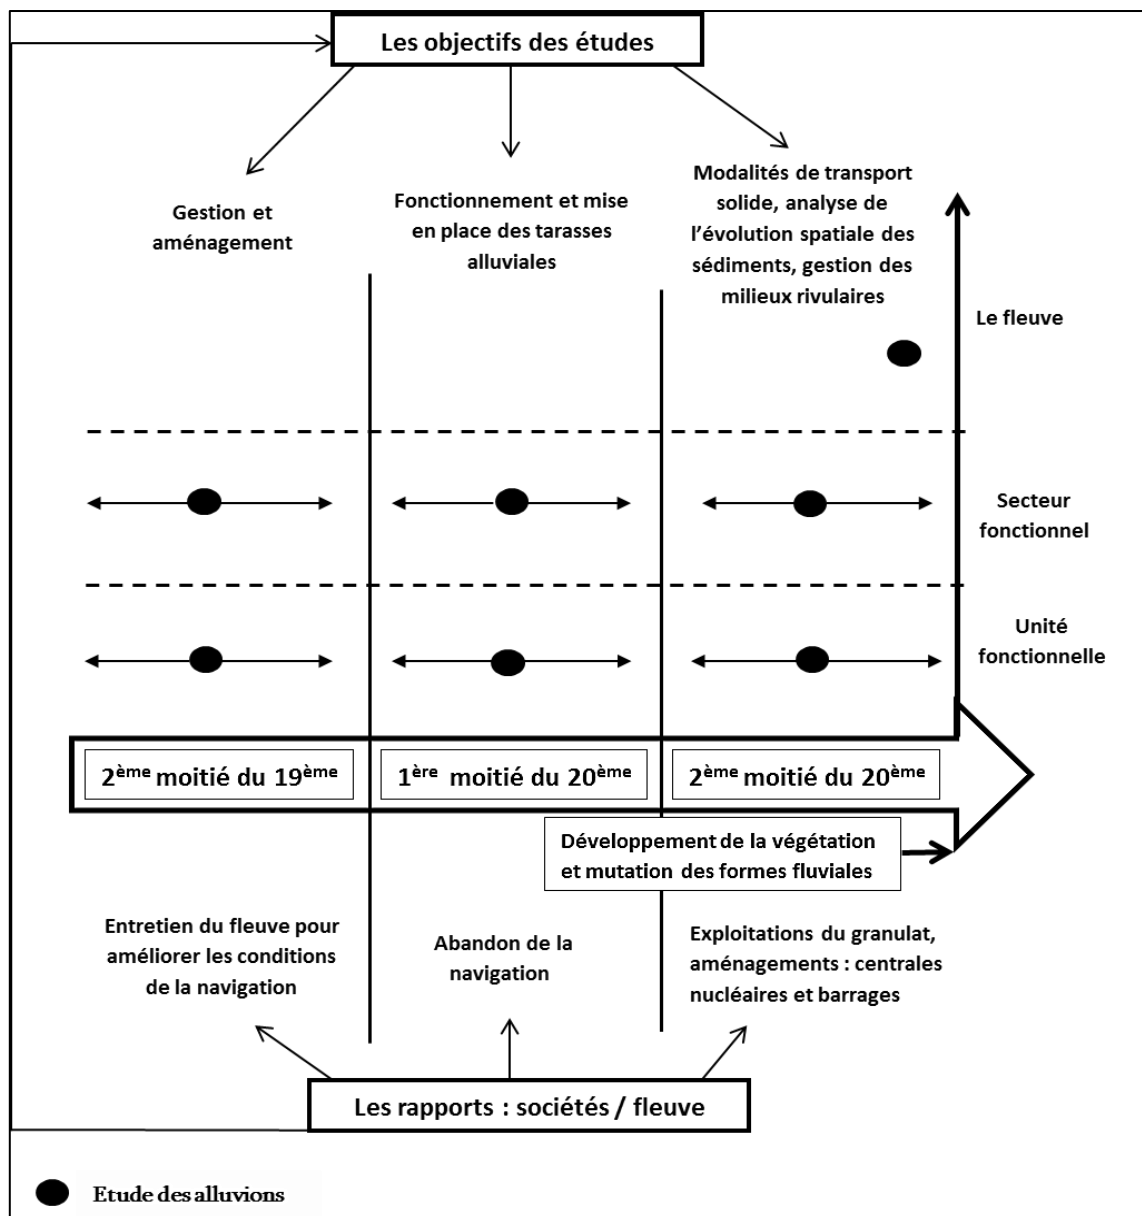 Les objectifs des études
Gestion et
aménagement
Fonctionnement et mise
en place des tarasses
alluviales
Modalités de transport
solide, analyse de
l’évolution spatiale des
sédiments, gestion des
milieux rivulaires
Le fleuve
Secteur
fonctionnel
Unité
fonctionnelle
2ème moitié du 19ème
1ère moitié du 20ème
2ème moitié du 20ème
Développement de la végétation
et mutation des formes fluviales
Entretien du fleuve pour
améliorer les conditions
de la navigation
Abandon de la
navigation
Exploitations du granulat,
aménagements : centrales
nucléaires et barrages
Les rapports : sociétés / fleuve
Etude des alluvions